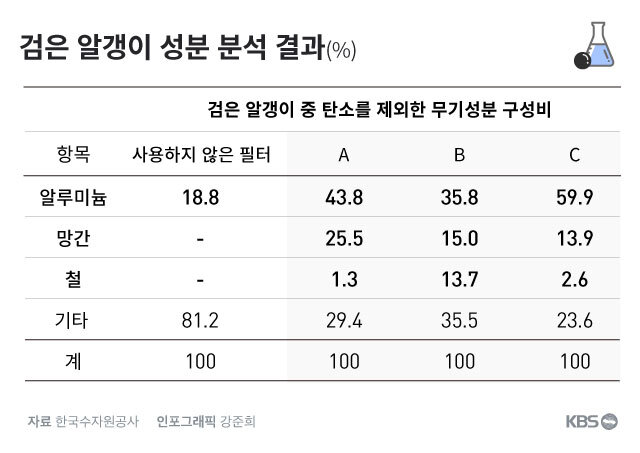 검은 알갱이 성분 분석 결과(%)
검은 알갱이 중 탄소를 제외한 무기성분 구성비
항목 사용하지 않은 필터 A B C
알루미늄 18.8 43.8 35.8 59.9
망간 - 25.5 15.0 13.9
철 - 1.3 13.7 2.6
기타 81.2 29.4 35.5 23.6
계 100 100 100 100
자료 한국수자원공사 인포그래픽 강준희 KBS